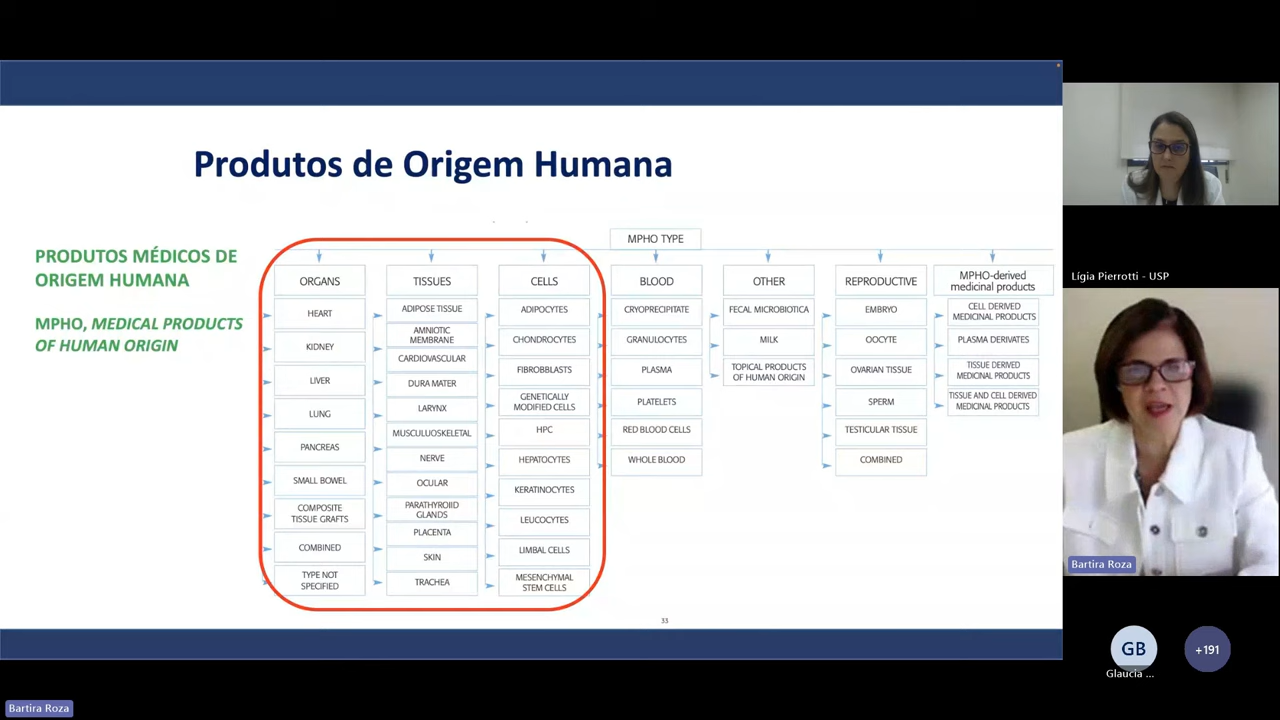 Produtos de Origem Humana
PRODUTOS MÉDICOS DE
ORIGEM HUMANA
MPHO, MEDICAL PRODUCTS
OF HUMAN ORIGIN
MPHO TYPE
ORGANS
HEART
KIDNEY
LIVER
LUNG
PANCREAS
SMALL BOWEL
COMPOSITE
TISSUE GRAFTS
COMBINED
TYPE NOT
SPECIFIED
TISSUES
ADIPOSE TISSUE
AMNIOTIC
MEMBRANE
CARDIOVASCULAR
DURA MATER
LARYNX
MUSCULUOSKELETAL
NERVE
OCULAR
PARATHYROIID
GLANDS
PLACENTA
SKIN
TRACHEA
CELLS
ADIPOCYTES
CHONDROCYTES
FIBROBBLASTS
GENETICALLY
MODIFIED CELLS
HPC
HEPATOCYTES
KERATINOCYTES
LEUCOCYTES
LIMBAL CELLS
MESENCHYMAL
STEM CELLS
BLOOD
CRYOPRECIPITATE
GRANULOCYTES
PLASMA
PLATELETS
RED BLOOD CELLS
WHOLE BLOOD
OTHER
FECAL MICROBIOTICA
MILK
TOPICAL PRODUCTS
OF HUMAN ORIGIN
REPRODUCTIVE
EMBRYO
OOCYTE
OVARIAN TISSUE
SPERM
TESTICULAR TISSUE
COMBINED
MPHO-derived
medicinal products
CELL DERIVED
MEDICINAL PRODUCTS
PLASMA DERIVATES
TISSUE DERIVED
MEDICINAL PRODUCTS
TISSUE AND CELL DERIVED
MEDICINAL PRODUCTS
33
Lígia Pierrotti - USP
Bartira Roza
GB
+191
Glaucia ...
Bartira Roza